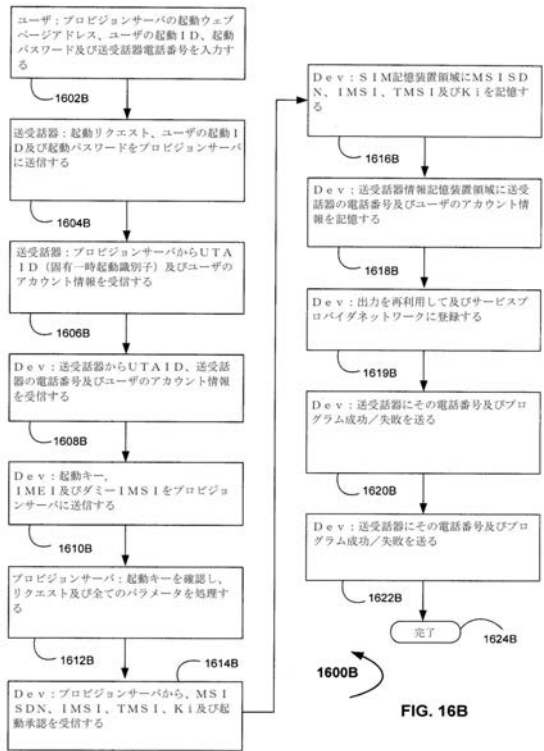 ユーザ：プロビジョンサーバの起動ウェブ
ページアドレス、ユーザの起動ID、起動
パスワード及び送受話器電話番号を入力す
る
1602B
送受話器：起動リクエスト、ユーザの起動I
D及び起動パスワードをプロビジョンサーバ
に送信する
1604B
送受話器：プロビジョンサーバからUTA
ID（固有一時起動識別子）及びユーザの
アカウント情報を受信する
1606B
Dev：送受話器からUTAID、送受話
器の電話番号及びユーザのアカウント情報
を受信する
1608B
Dev：起動キー,
IMEI及びダミーIMSIをプロビジョ
ンサーバに送信する
1610B
プロビジョンサーバ：起動キーを確認し、
リクエスト及び全てのパラメータを処理す
る
1612B
1614B
Dev：プロビジョンサーバから、MSI
SDN、IMSI、TMSI、Ki及び起
動承認を受信する
Dev：SIM記憶装置領域にMSISD
N、IMSI、TMSI及びKiを記憶す
る
1616B
Dev：送受話器情報記憶装置領域に送受
話器の電話番号及びユーザのアカウント情
報を記憶する
1618B
Dev：出力を再利用して及びサービスプ
ロバイダネットワークに登録する
1619B
Dev：送受話器にその電話番号及びプロ
グラム成功／失敗を送る
1620B
Dev：送受話器にその電話番号及びプロ
グラム成功／失敗を送る
1622B
完了
1624B
1600B
FIG. 16B